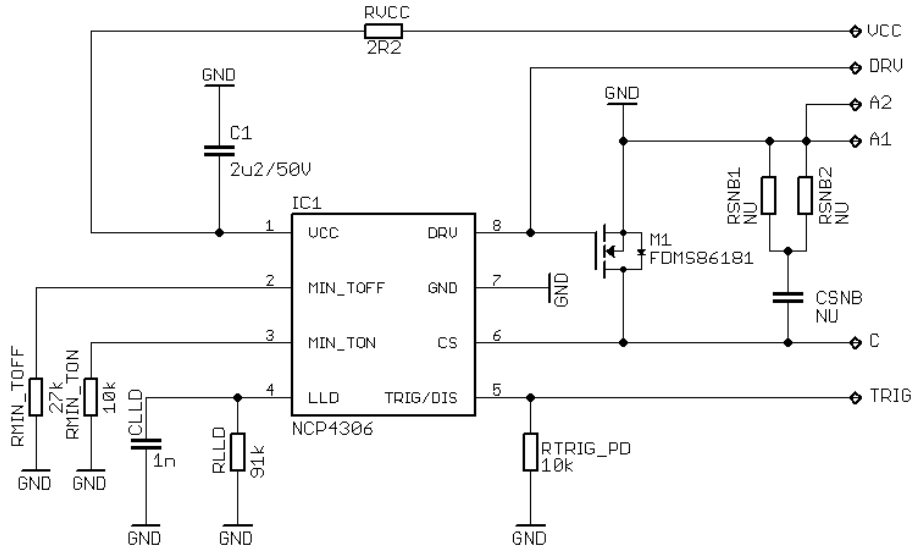 RVCC
2R2
VCC
DRV
GND
GND
A2
A1
C1
2u2/50V
RSNB1
NU
RSNB2
NU
IC1
1
VCC
DRV
8
M1
FDMS86181
2
MIN_TOFF
GND
7
GND
CSNB
NU
3
MIN_TON
CS
6
C
4
LLD
TRIG/DIS
5
TRIG
NCP4306
RMIN_TOFF
27k
RMIN_TON
10k
CLLD
1n
RLLD
91k
RTRIG_PD
10k
GND
GND
GND
GND
GND